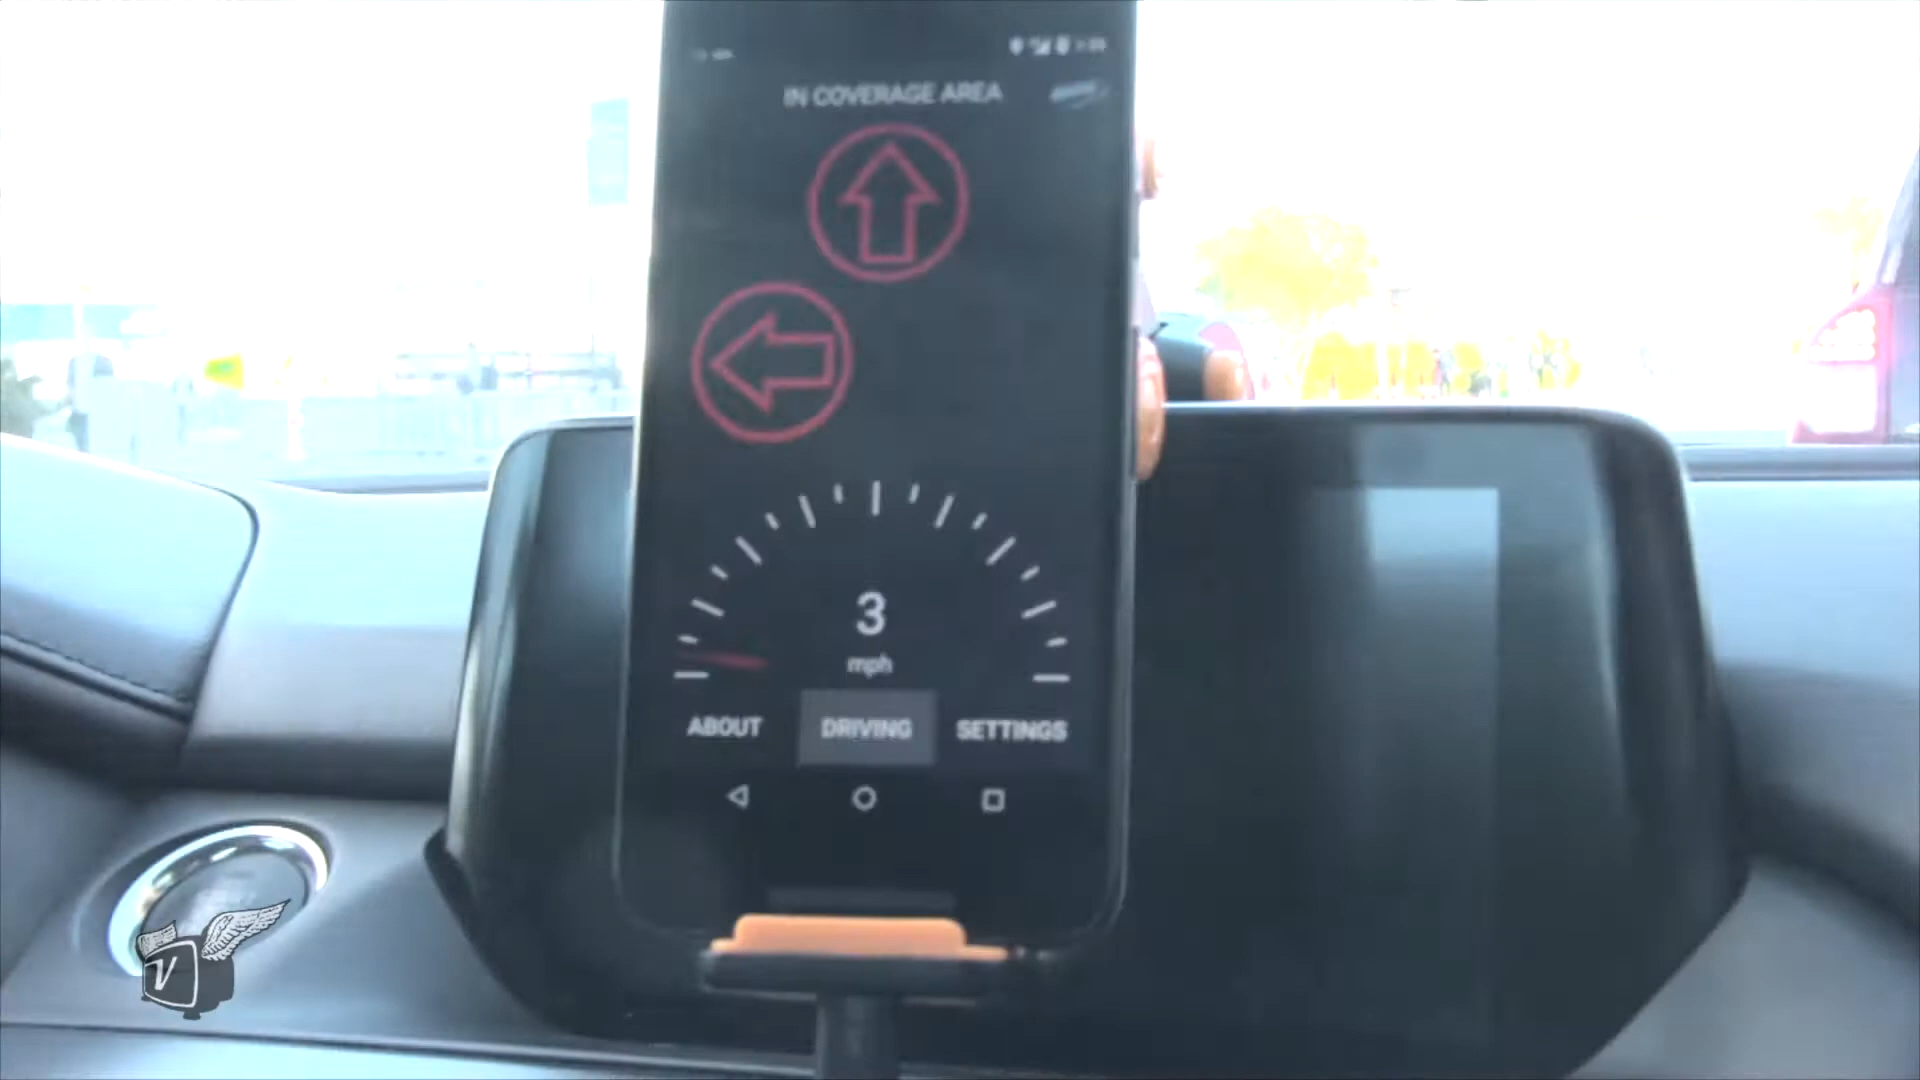 IN COVERAGE AREA
3
mph
ABOUT DRIVING SETTINGS
V